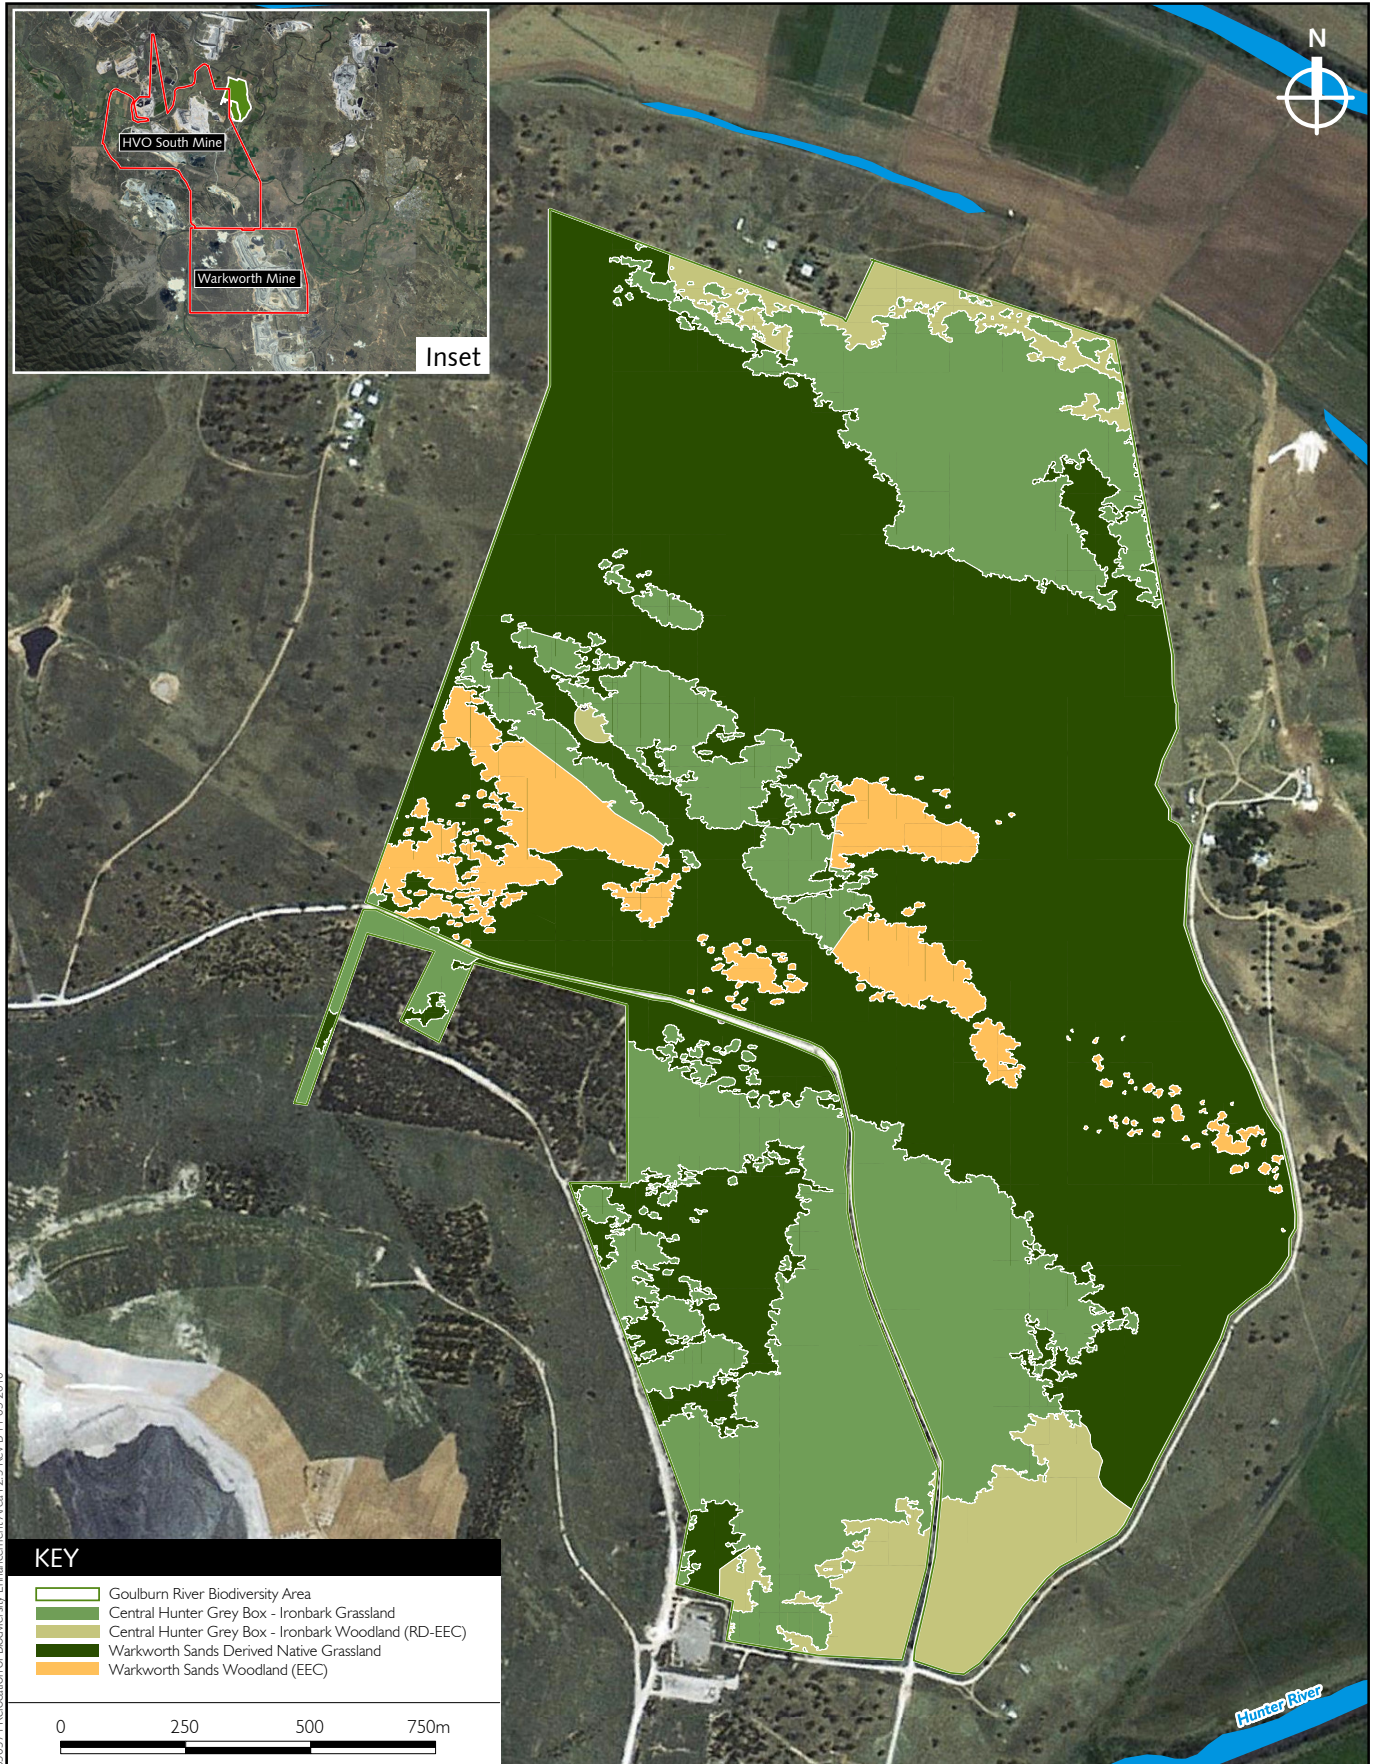 N
HVO South Mine
Warkworth Mine
Inset
KEY
Goulburn River Biodiversity Area
Central Hunter Grey Box - Ironbark Grassland
Central Hunter Grey Box - Ironbark Woodland (RD-EEC)
Warkworth Sands Derived Native Grassland
Warkworth Sands Woodland (EEC)
0 250 500 750m
Hunter River